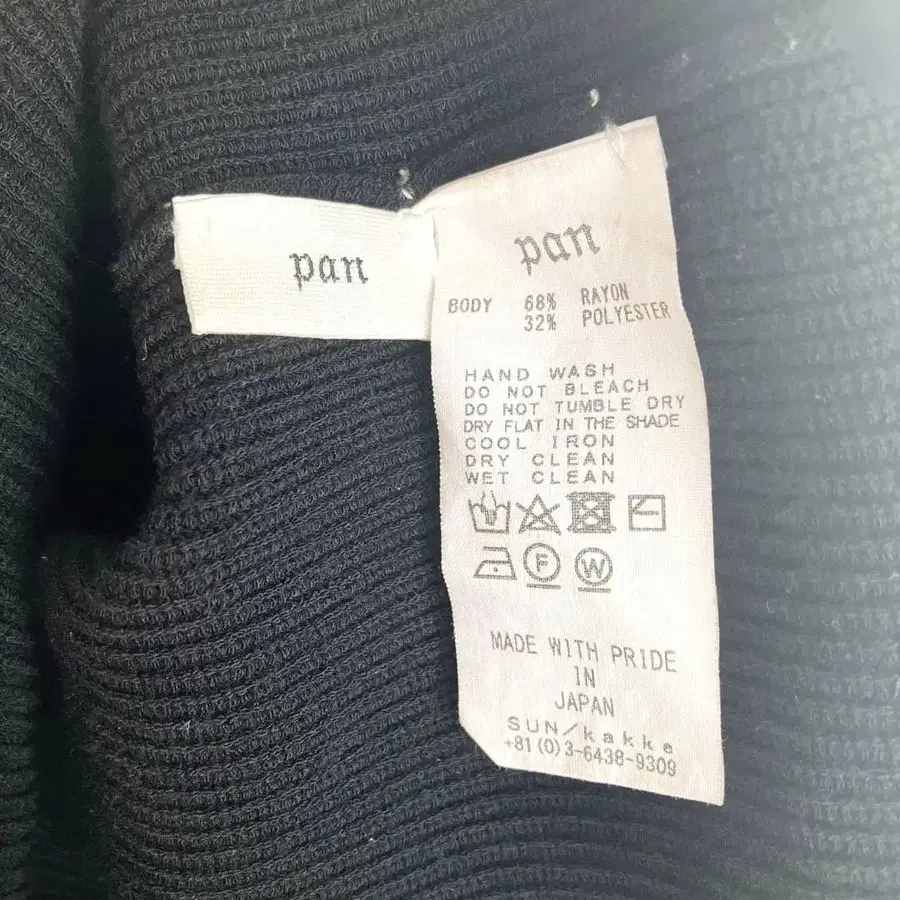 pan
pan
BODY 68% RAYON
32% POLYESTER
HAND WASH
DO NOT BLEACH
DO NOT TUMBLE DRY
DRY FLAT IN THE SHADE
COOL IRON
DRY CLEAN
WET CLEAN
F W
MADE WITH PRIDE
IN
JAPAN
SUN/kakke
+81(0)3-6438-9309